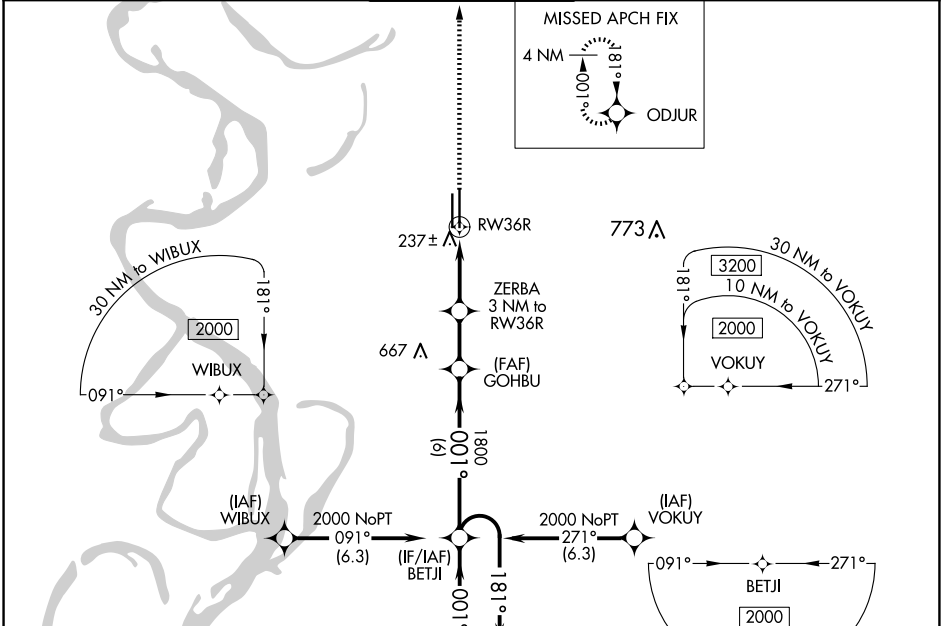 MISSED APCH FIX
4 NM
181°
001°
ODJUR
RW36R
237±
773
ZERBA
3 NM to
RW36R
667
(FAF)
GOHBU
30 NM to WIBUX
181°
2000
WIBUX
091°
30 NM to VOKUY
3200
181°
10 NM to VOKUY
2000
VOKUY
271°
1800
001°
(6)
(IAF)
WIBUX
2000 NoPT
091°
(6.3)
(IF/IAF)
BETJI
2000 NoPT
271°
(6.3)
(IAF)
VOKUY
001°
181°
091°
271°
BETJI
2000